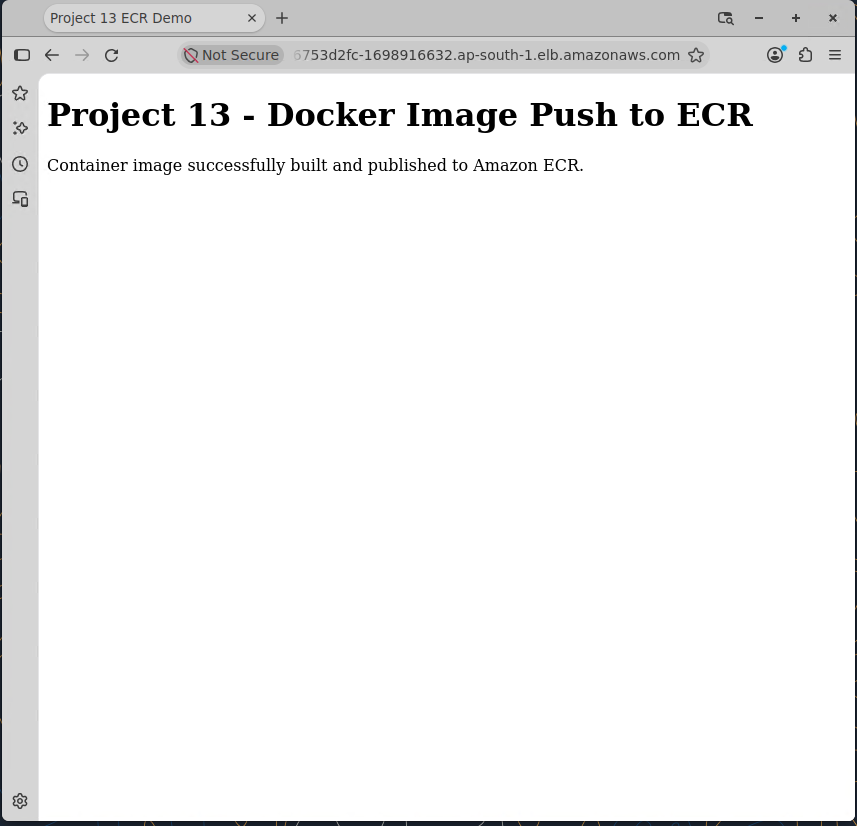 Project 13 ECR Demo
Not Secure 6753d2fc-1698916632.ap-south-1.elb.amazonaws.com
Project 13 - Docker Image Push to ECR
Container image successfully built and published to Amazon ECR.